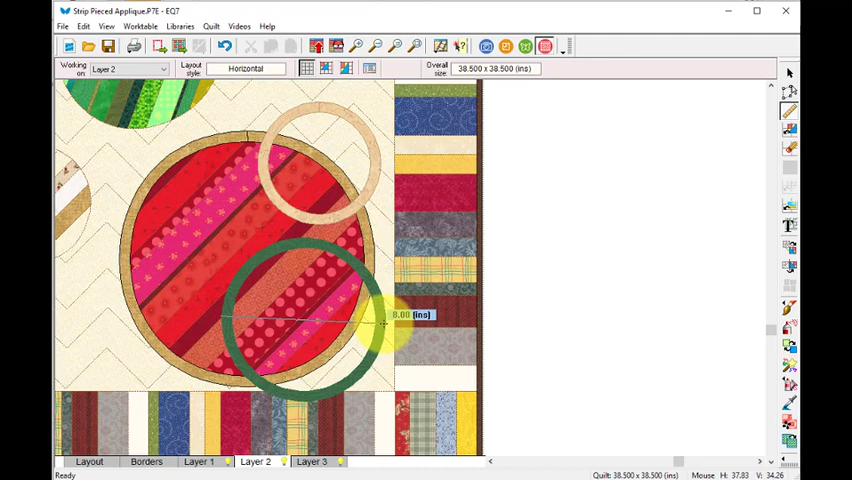 Strip Pieced Applique.P7E - EQ7
File Edit View Worktable Libraries Quilt Videos Help
Working on Layer 2 Layout style: Horizontal Overall size: 38.500 x 38.500 (ins)
8.00 (ins)
Layout Borders Layer 1 Layer 2 Layer 3
Ready Quilt: 38.500 x 38.500 (ins) Mouse H: 37.83 V: 34.26